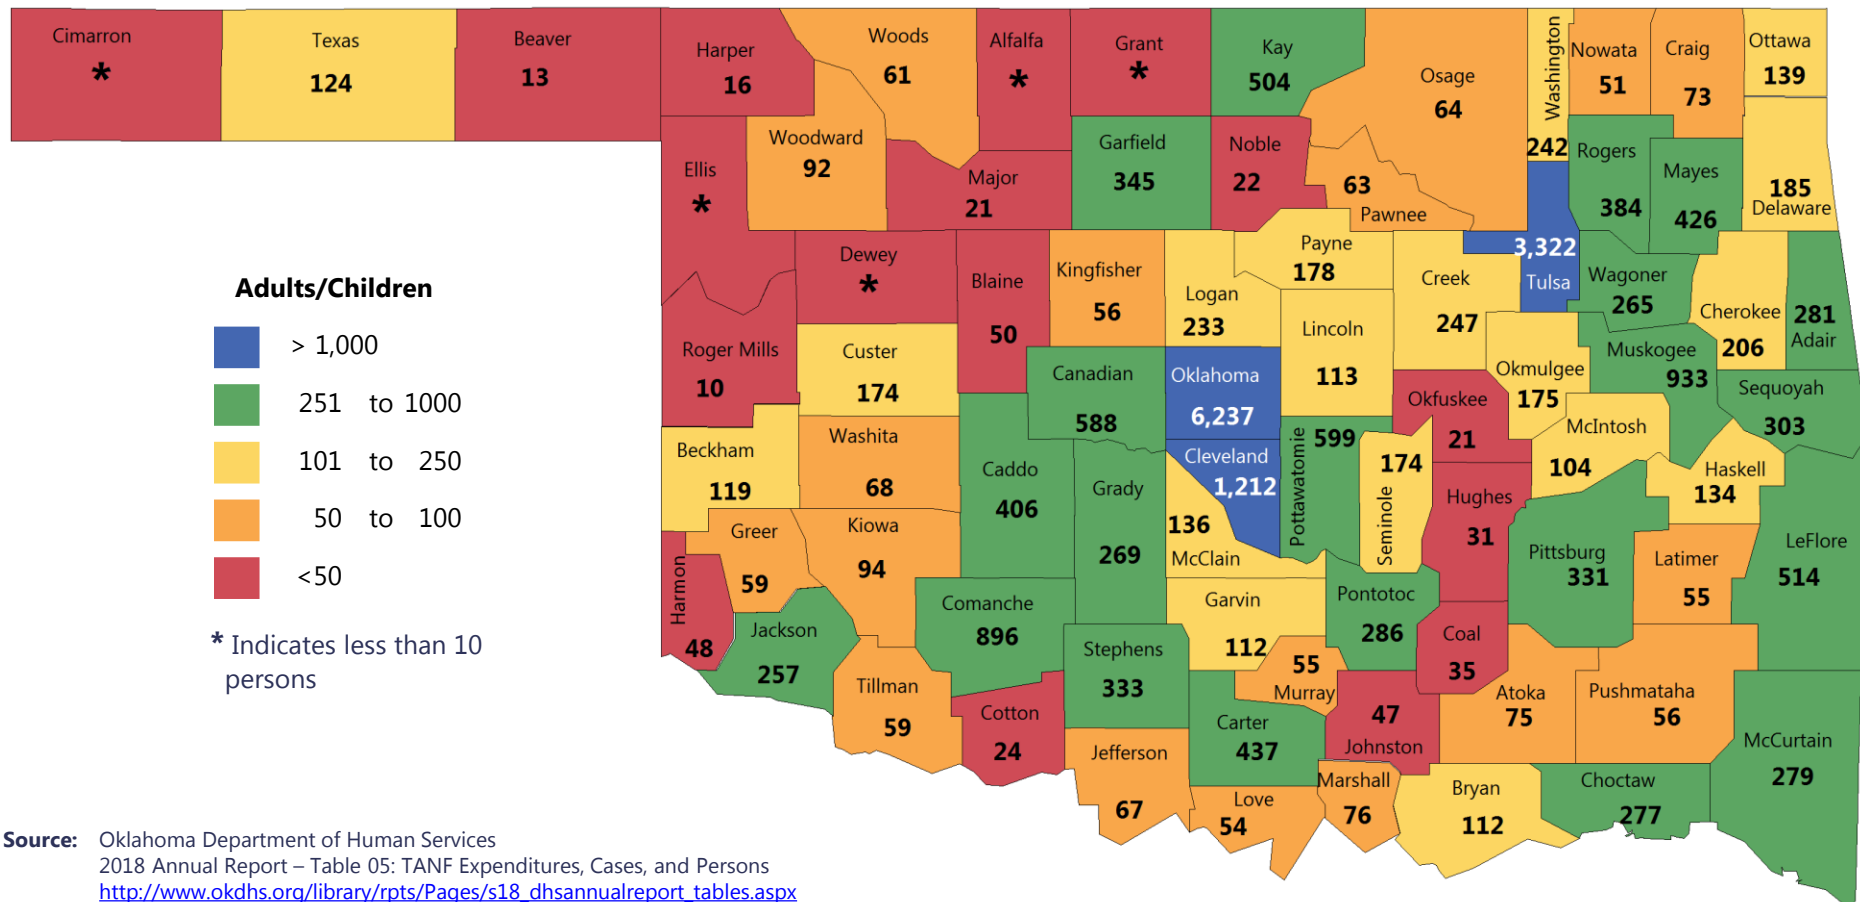 Cimarron
*
Texas
124
Beaver
13
Harper
16
Woods
61
Alfalfa
*
Grant
*
Kay
504
Osage
64
Washington
242
Nowata
51
Craig
73
Ottawa
139
Ellis
*
Woodward
92
Major
21
Garfield
345
Noble
22
63
Pawnee
Rogers
384
Mayes
426
185
Delaware
Dewey
*
Blaine
50
Kingfisher
56
Logan
233
Payne
178
Creek
247
3,322
Tulsa
Wagoner
265
Cherokee
206
281
Adair
Adults/Children
> 1,000
251 to 1000
101 to 250
50 to 100
<50
* Indicates less than 10
persons
Roger Mills
10
Custer
174
Canadian
588
Oklahoma
6,237
Lincoln
113
Okfuskee
21
Okmulgee
175
Muskogee
933
Sequoyah
303
Beckham
119
Washita
68
Caddo
406
Grady
269
Cleveland
1,212
Pottawatomie
599
Seminole
174
Hughes
31
McIntosh
104
Haskell
134
Harmon
48
Greer
59
Kiowa
94
136
McClain
Pittsburg
331
Latimer
55
LeFlore
514
Jackson
257
Comanche
896
Garvin
112
Pontotoc
286
Coal
35
Tillman
59
Cotton
24
Stephens
333
55
Murray
47
Johnston
Atoka
75
Pushmataha
56
McCurtain
279
Jefferson
67
Carter
437
Love
54
Marshall
76
Bryan
112
Choctaw
277
Source: Oklahoma Department of Human Services
2018 Annual Report – Table 05: TANF Expenditures, Cases, and Persons
http://www.okdhs.org/library/rpts/Pages/s18_dhsannualreport_tables.aspx